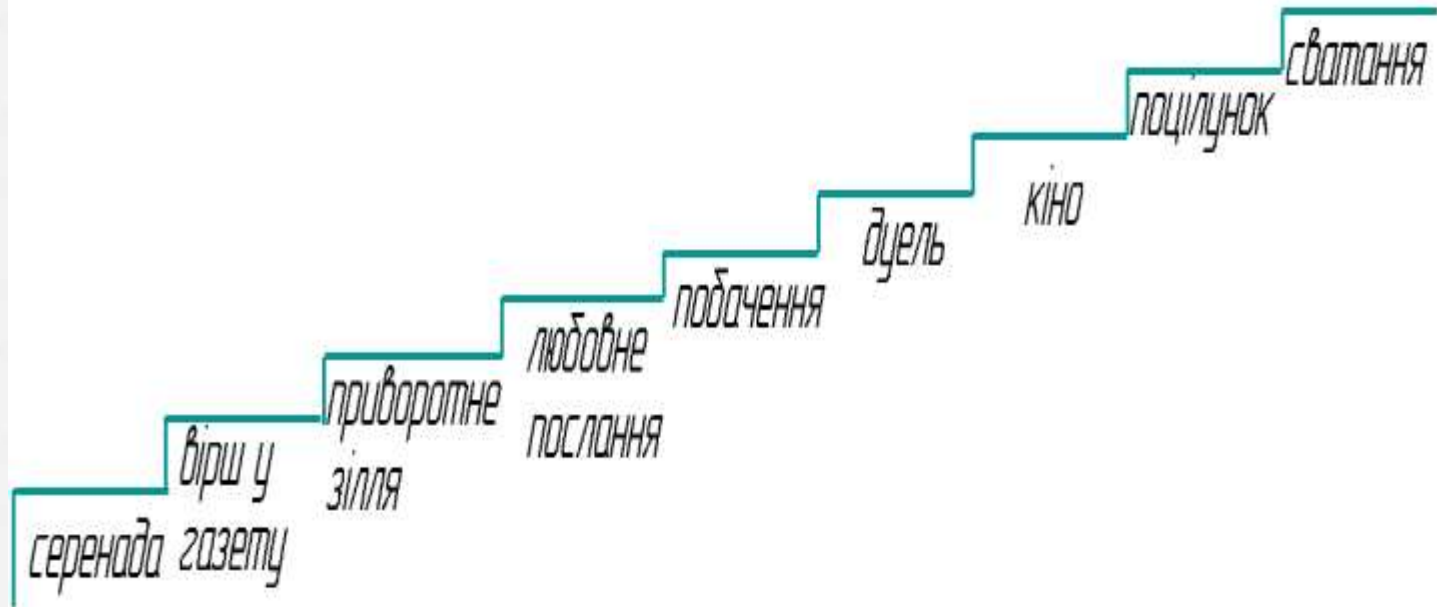 серенада
вірш у
газету
приворотне
зілля
любовне
послання
побачення
дуель
кіно
поцілунок
сватання